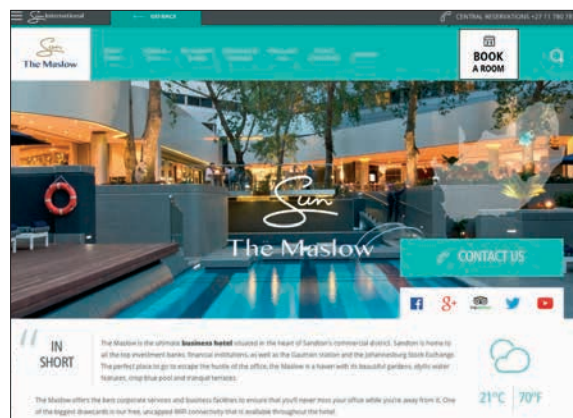 Sun International
GO BACK
CENTRAL RESERVATIONS +27 11 780 78
Sun
The Maslow
BOOK
A ROOM
Sun
The Maslow
CONTACT US
IN
SHORT
The Maslow is the ultimate business hotel situated in the heart of Sandton's commercial district. Sandton is home to
all the top investment banks, financial institutions, as well as the Gautrain station and the Johannesburg Stock Exchange.
The perfect place to go to escape the hustle of the office, the Maslow is a haven with its beautiful gardens, idyllic water
features, crisp blue pool and tranquil terraces.
21°C
70°F
The Maslow offers the best corporate services and business facilities to ensure that you'll never miss your office while you're away from it. One
of the biggest drawcards is our free, uncapped WiFi connectivity that is available throughout the hotel.